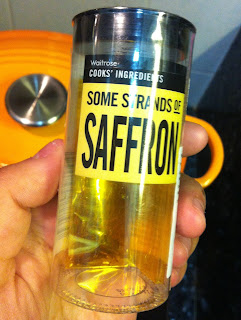 Waitrose
COOKS' INGREDIENTS
SOME STRANDS OF
SAFFRON